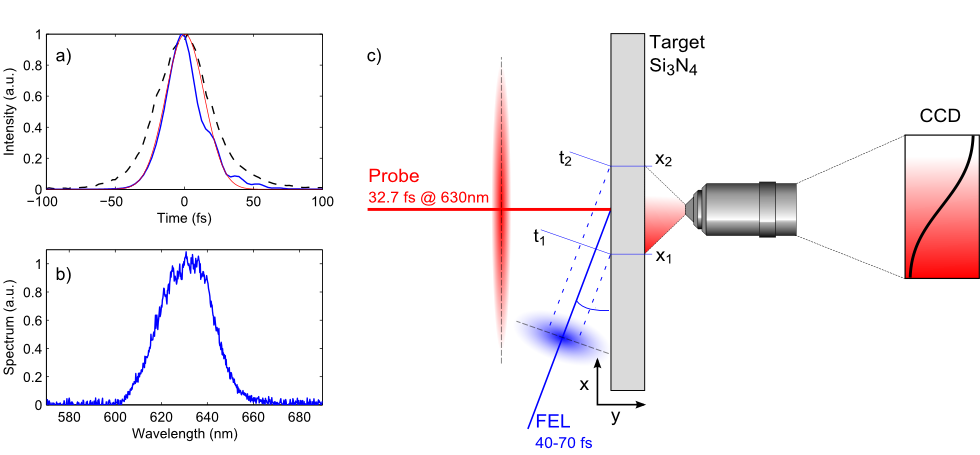 a)
Intensity (a.u.)
1
0.8
0.6
0.4
0.2
0
−100
−50
0
50
100
Time (fs)
b)
Spectrum (a.u.)
1
0.8
0.6
0.4
0.2
0
580
600
620
640
660
680
Wavelength (nm)
c)
Target
Si₃N₄
CCD
t₂
x₂
Probe
32.7 fs @ 630nm
t₁
x₁
x
y
FEL
40-70 fs